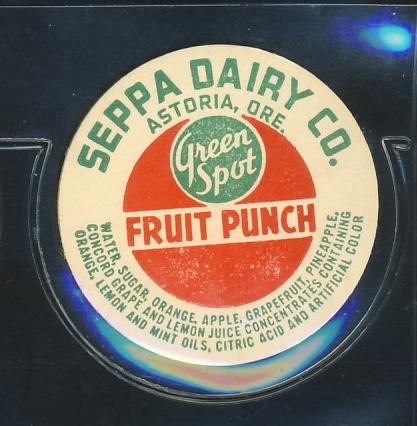 SEPPA DAIRY CO.
ASTORIA, ORE.
Green
Spot
FRUIT PUNCH
WATER, SUGAR, ORANGE, APPLE, GRAPEFRUIT, PINEAPPLE,
CONCORD GRAPE AND LEMON JUICE CONCENTRATES CONTAINING
ORANGE, LEMON AND MINT OILS, CITRIC ACID AND ARTIFICIAL COLOR